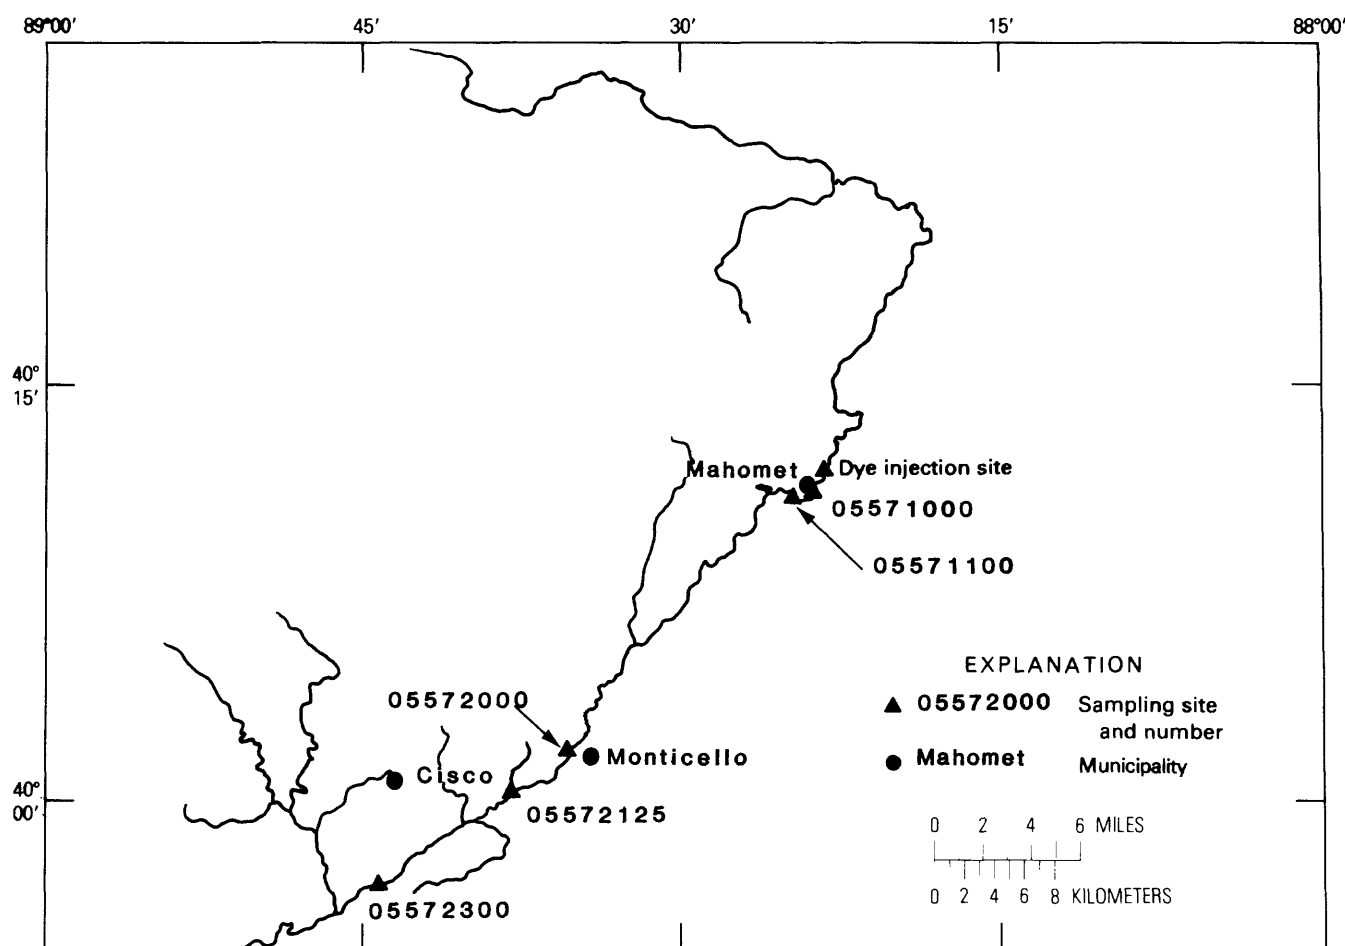 89°00′ 45′ 30′ 15′ 88°00′
40°
15′
Mahomet
Dye injection site
05571000
05571100
EXPLANATION
05572000
05572000 Sampling site
and number
Monticello
Mahomet Municipality
Cisco
40°
00′
05572125
0 2 4 6 MILES
0 2 4 6 8 KILOMETERS
05572300